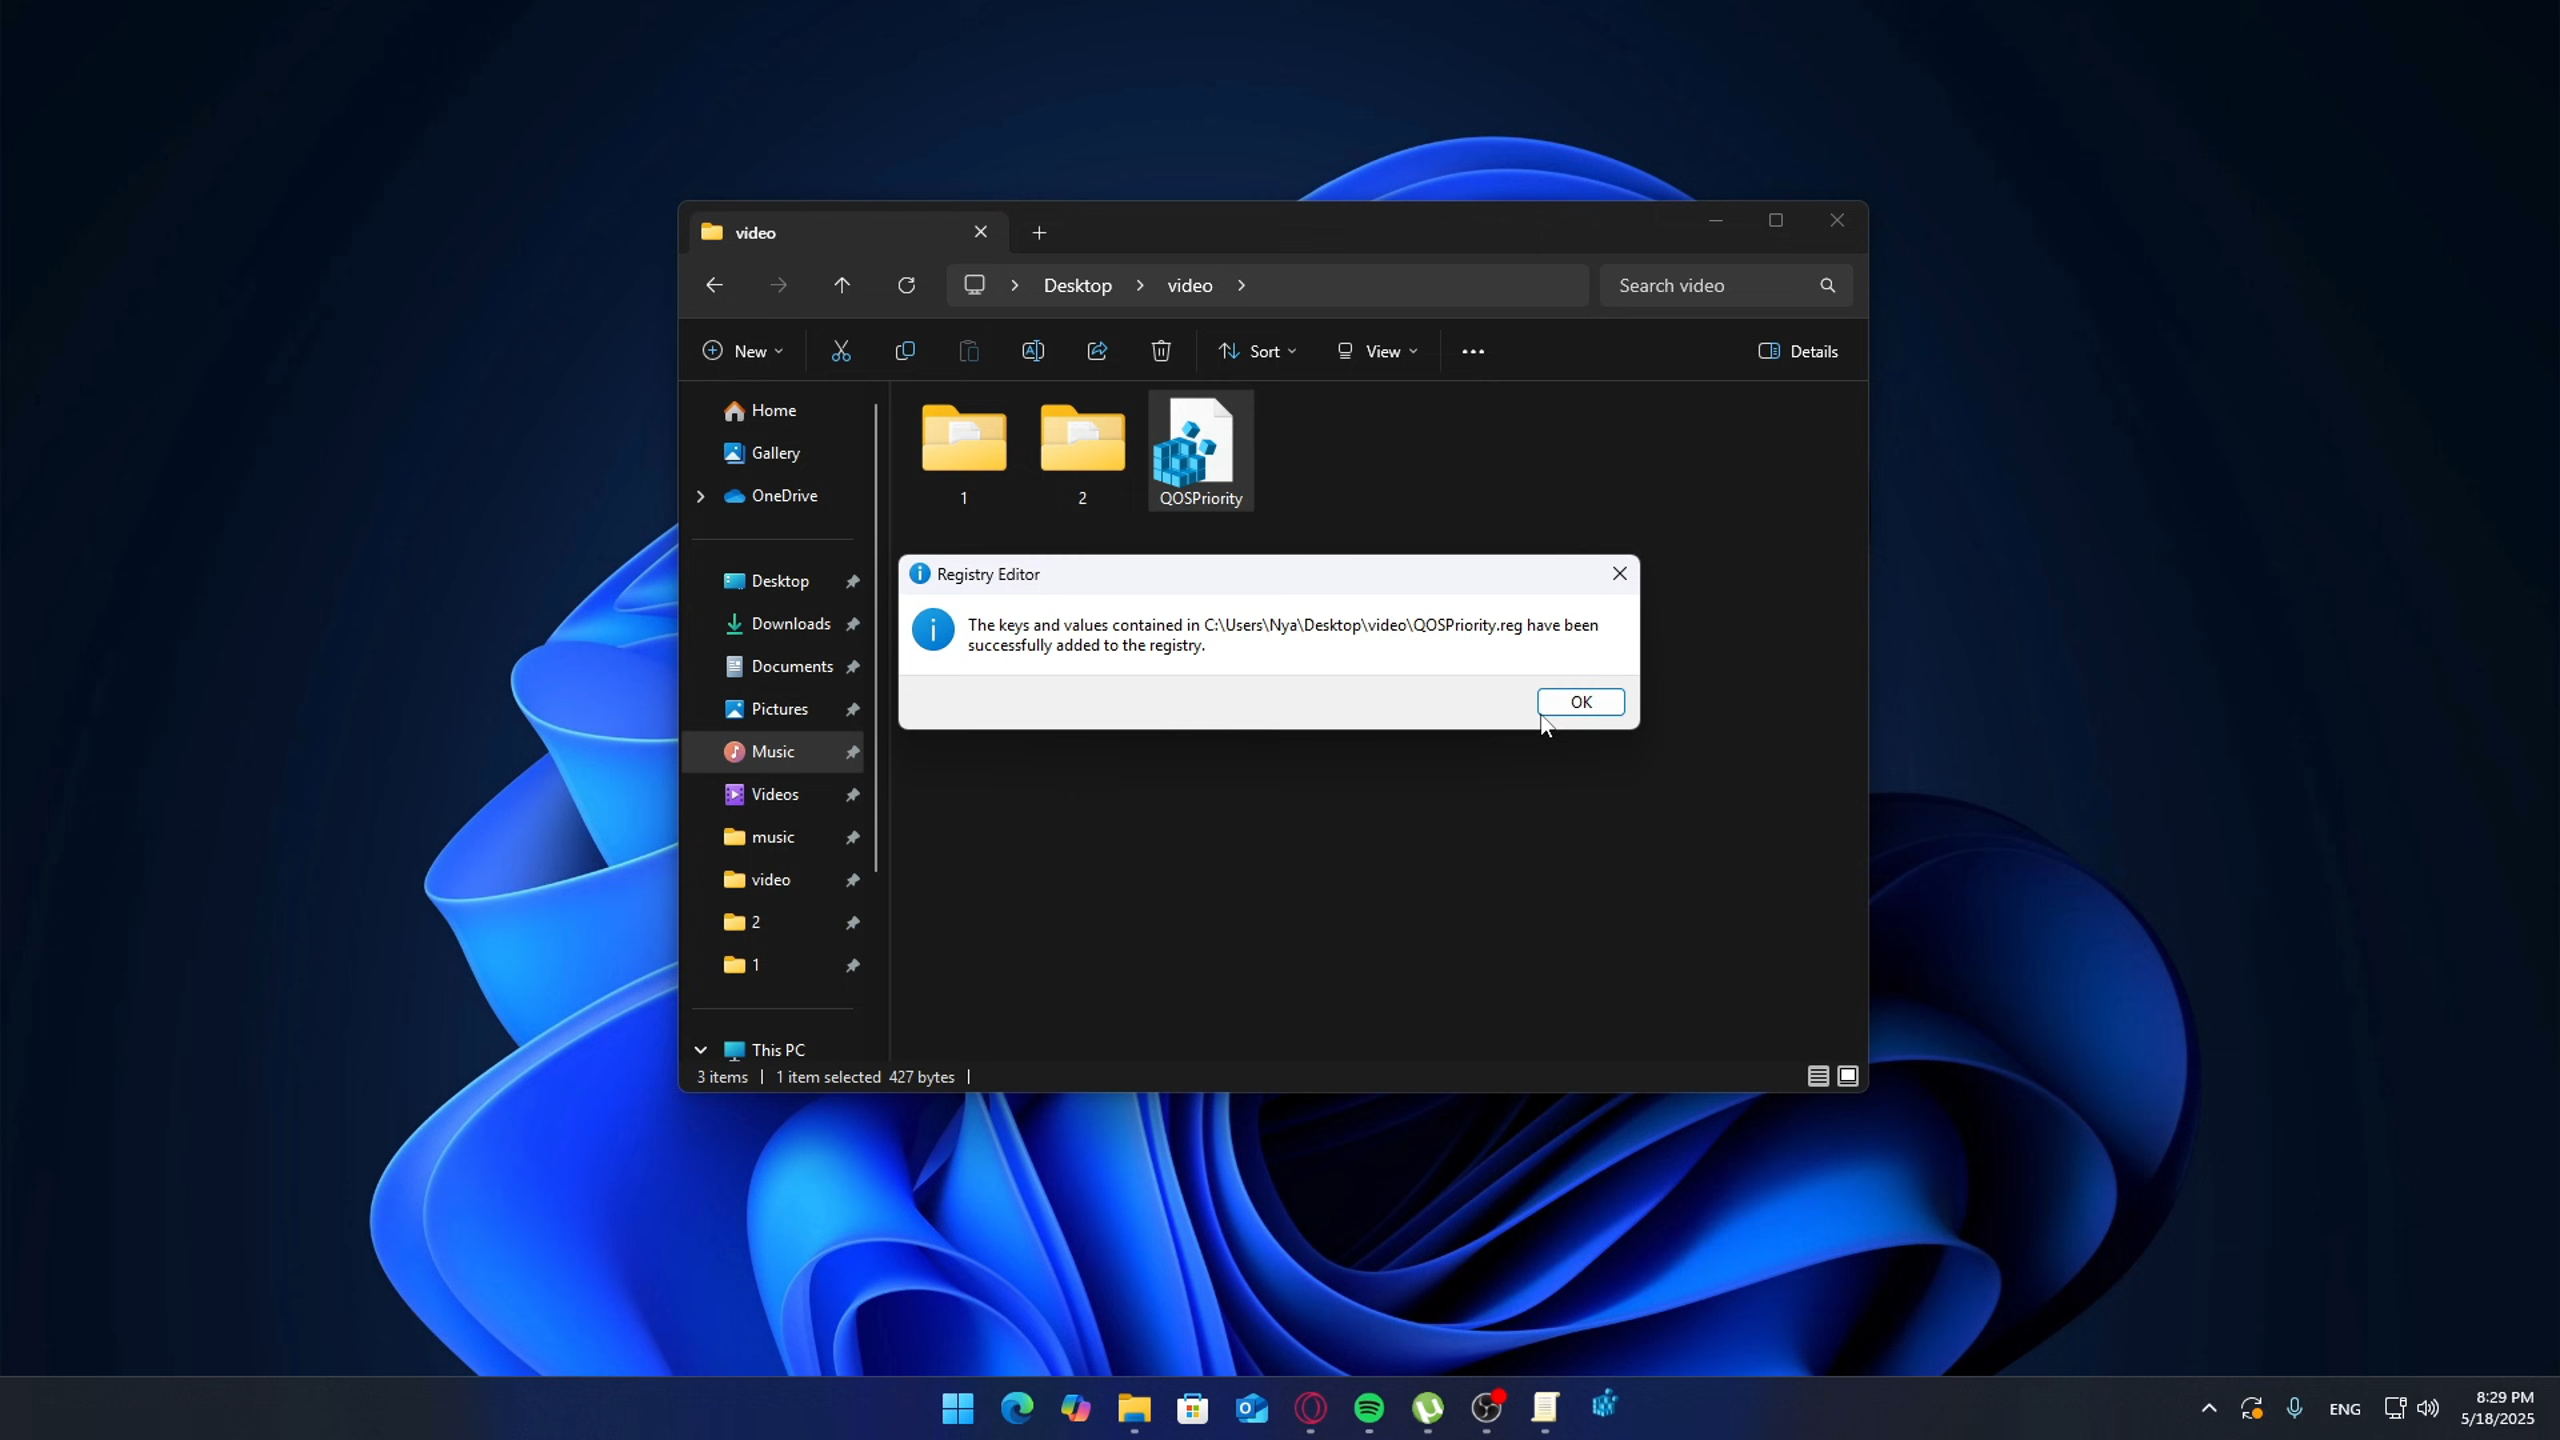 video
Desktop
video
Search video
New
Sort
View
Details
Home
Gallery
OneDrive
Desktop
Downloads
Documents
Pictures
Music
Videos
music
video
2
1
This PC
1
2
QOSPriority
Registry Editor
The keys and values contained in C:\Users\Nya\Desktop\video\QOSPriority.reg have been
successfully added to the registry.
OK
3 items
1 item selected 427 bytes
ENG
8:29 PM
5/18/2025